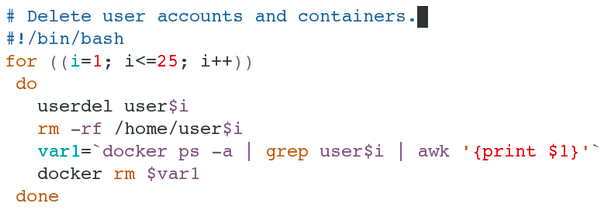 # Delete user accounts and containers.
#!/bin/bash
for ((i=1; i<=25; i++))
do
userdel user$i
rm -rf /home/user$i
var1=`docker ps -a | grep user$i | awk '{print $1}'`
docker rm $var1
done